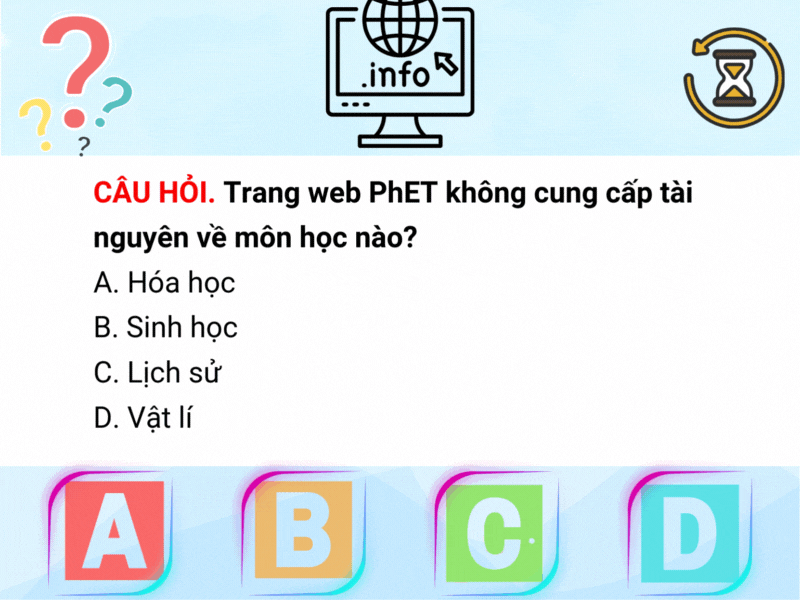 .info
CÂU HỎI. Trang web PhET không cung cấp tài
nguyên về môn học nào?
A. Hóa học
B. Sinh học
C. Lịch sử
D. Vật lí
A B C D